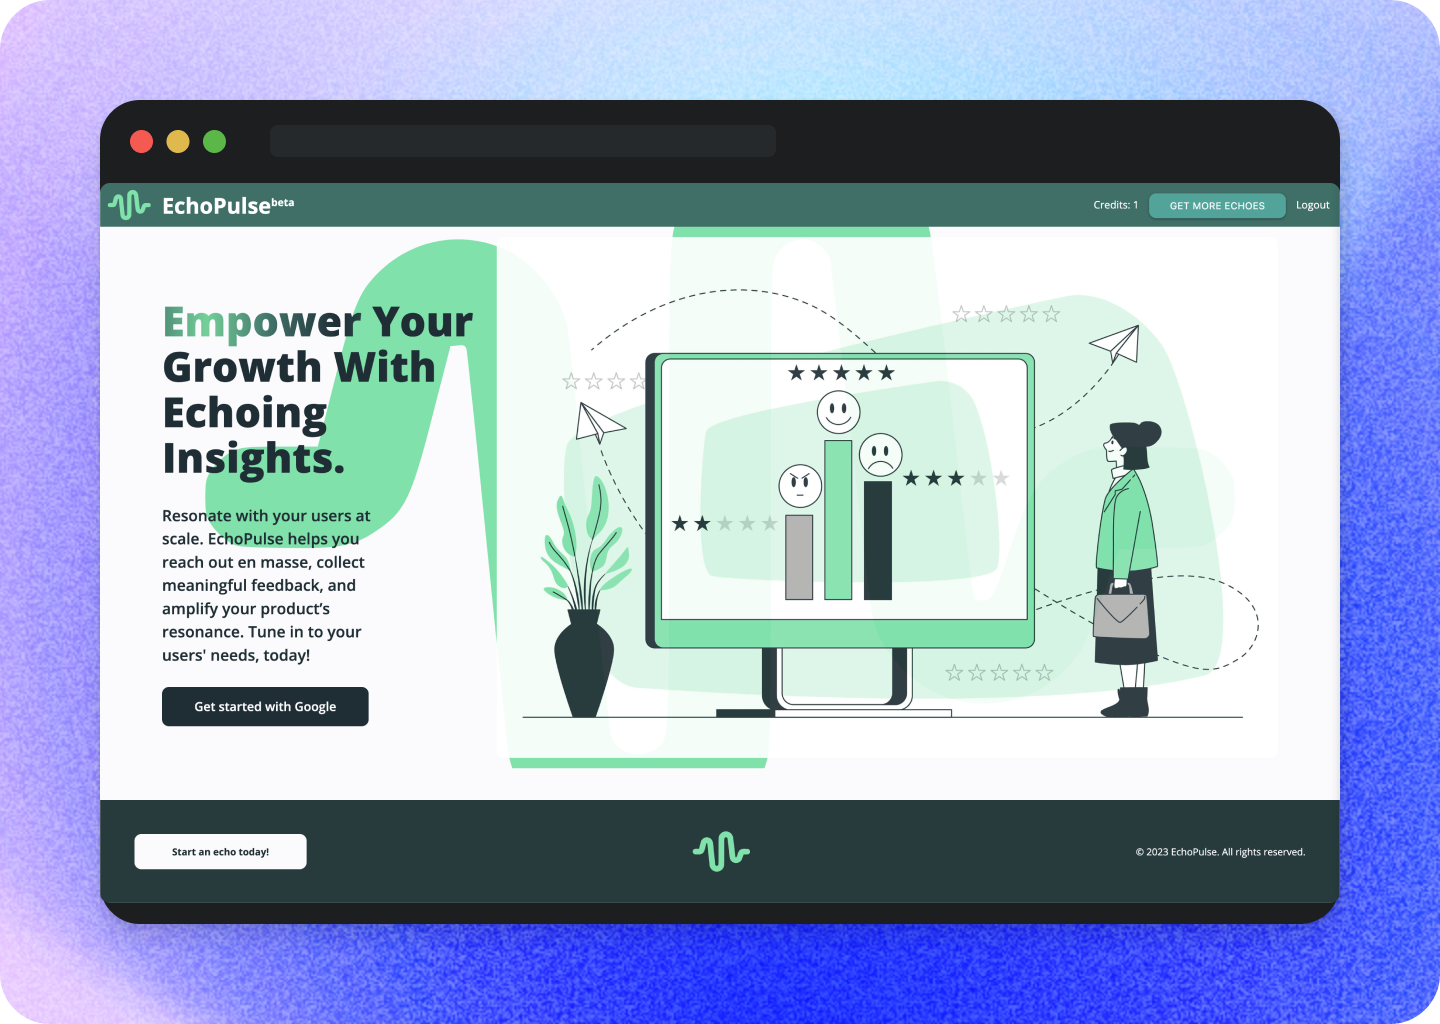 EchoPulse beta
Credits: 1
GET MORE ECHOES
Logout
Empower Your
Growth With
Echoing
Insights.
Resonate with your users at
scale. EchoPulse helps you
reach out en masse, collect
meaningful feedback, and
amplify your product’s
resonance. Tune in to your
users' needs, today!
Get started with Google
Start an echo today!
© 2023 EchoPulse. All rights reserved.